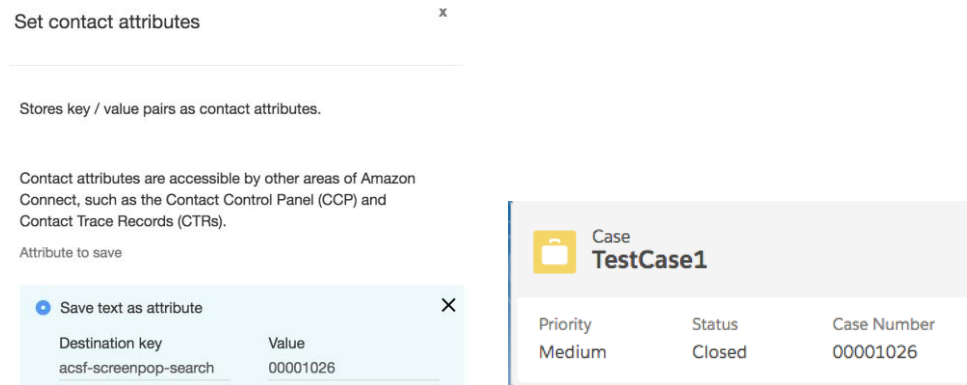 Set contact attributes
x
Stores key / value pairs as contact attributes.
Contact attributes are accessible by other areas of Amazon
Connect, such as the Contact Control Panel (CCP) and
Contact Trace Records (CTRs).
Attribute to save
Save text as attribute
Destination key Value
acsf-screenpop-search 00001026
Case
TestCase1
Priority Status Case Number
Medium Closed 00001026